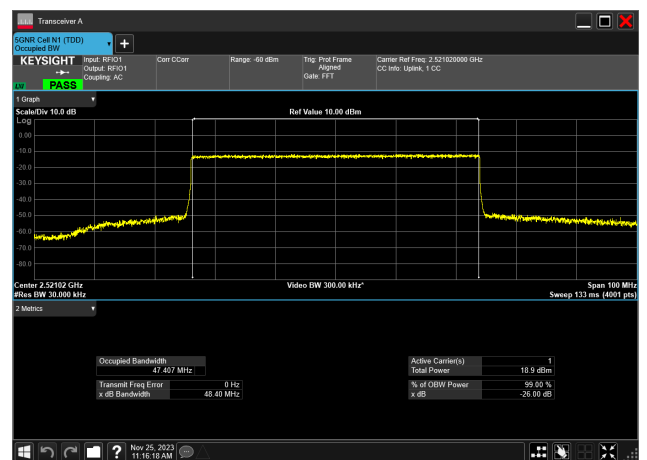 Transceiver A
5GNR Cell N1 (TDD)
Occupied BW
KEYSIGHT
LV
PASS
Input: RFIO1
Output: RFIO1
Coupling: AC
Corr CCorr
Range: -60 dBm
Trig: Prot Frame
Aligned
Gate: FFT
Carrier Ref Freq: 2.521020000 GHz
CC Info: Uplink, 1 CC
1 Graph
Scale/Div 10.0 dB
Ref Value 10.00 dBm
Log
0.00
-10.0
-20.0
-30.0
-40.0
-50.0
-60.0
-70.0
-80.0
Center 2.52102 GHz
Video BW 300.00 kHz^
Span 100 MHz
#Res BW 30.000 kHz
Sweep 133 ms (4001 pts)
2 Metrics
Occupied Bandwidth
47.407 MHz
Transmit Freq Error 0 Hz
x dB Bandwidth 48.40 MHz
Active Carrier(s) 1
Total Power 18.9 dBm
% of OBW Power 99.00 %
x dB -26.00 dB
?
Nov 25, 2023
11:16:18 AM